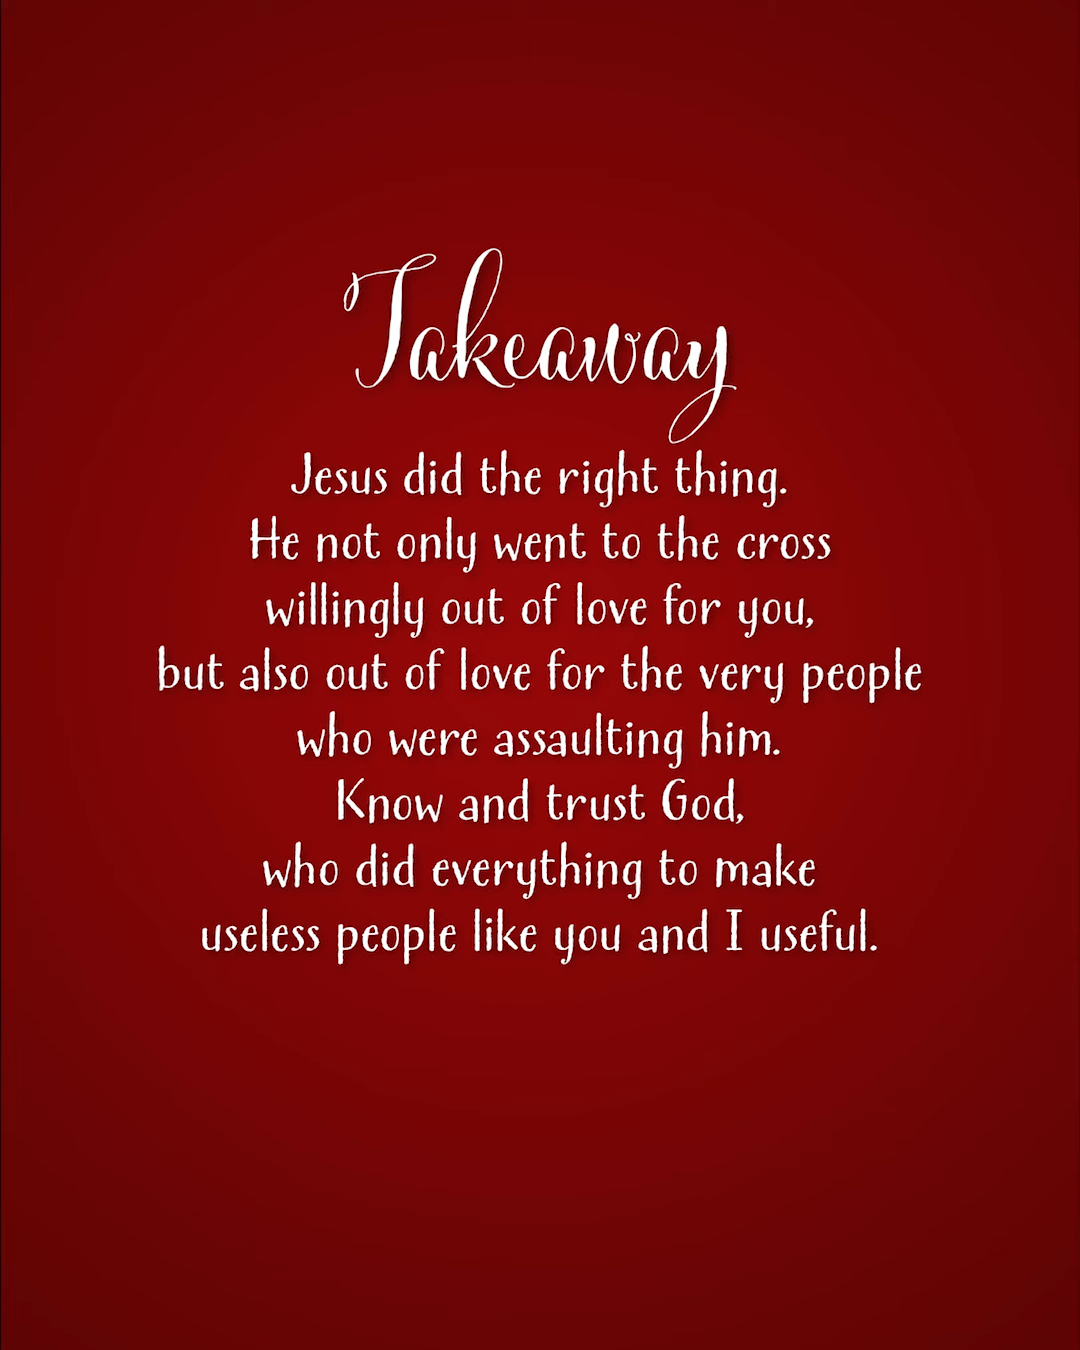 Takeaway
Jesus did the right thing.
He not only went to the cross
willingly out of love for you,
but also out of love for the very people
who were assaulting him.
Know and trust God,
who did everything to make
useless people like you and I useful.